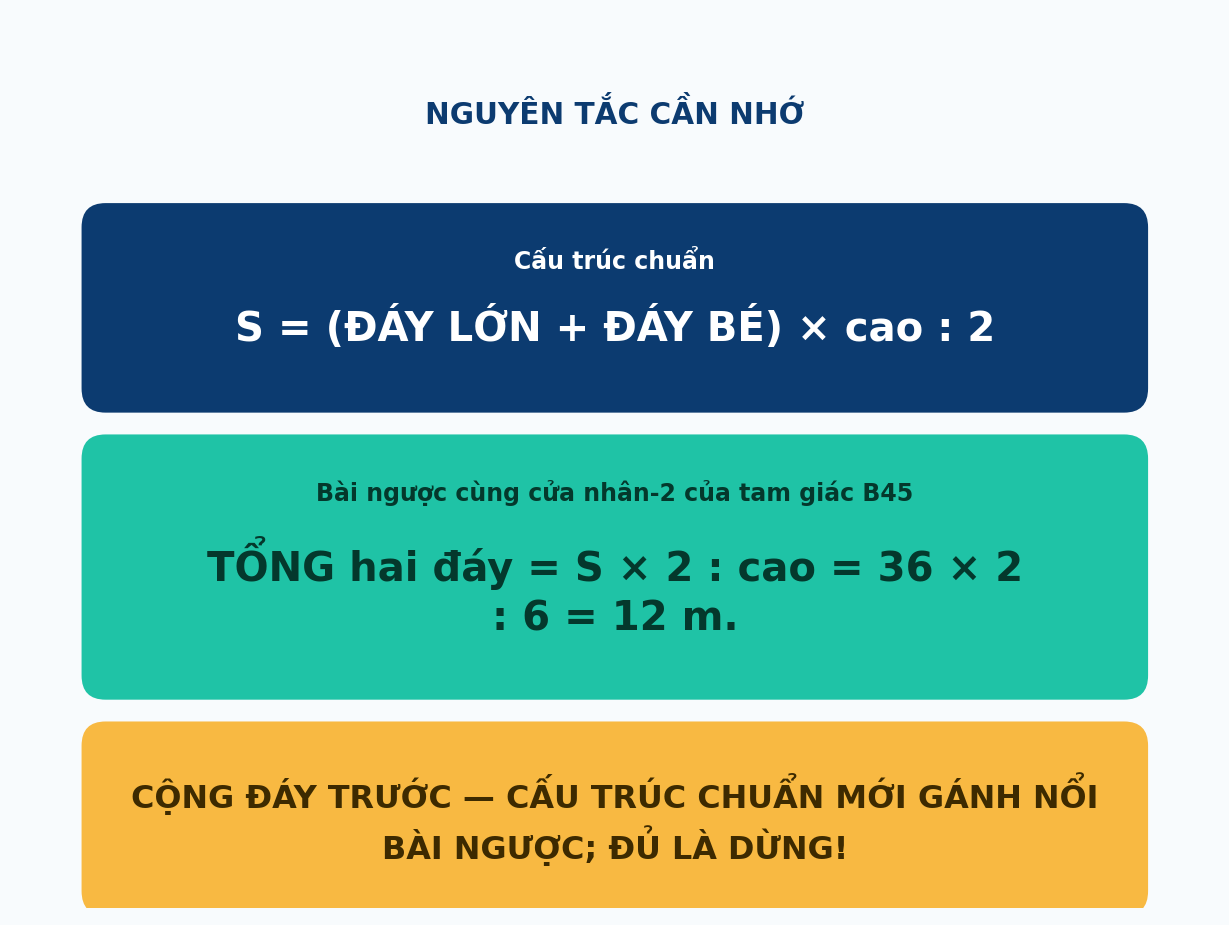 NGUYÊN TẮC CẦN NHỚ
Cấu trúc chuẩn
S = (ĐÁY LỚN + ĐÁY BÉ) × cao : 2
Bài ngược cùng cửa nhân-2 của tam giác B45
TỔNG hai đáy = S × 2 : cao = 36 × 2
: 6 = 12 m.
CỘNG ĐÁY TRƯỚC — CẤU TRÚC CHUẨN MỚI GÁNH NỔI
BÀI NGƯỢC; ĐỦ LÀ DỪNG!